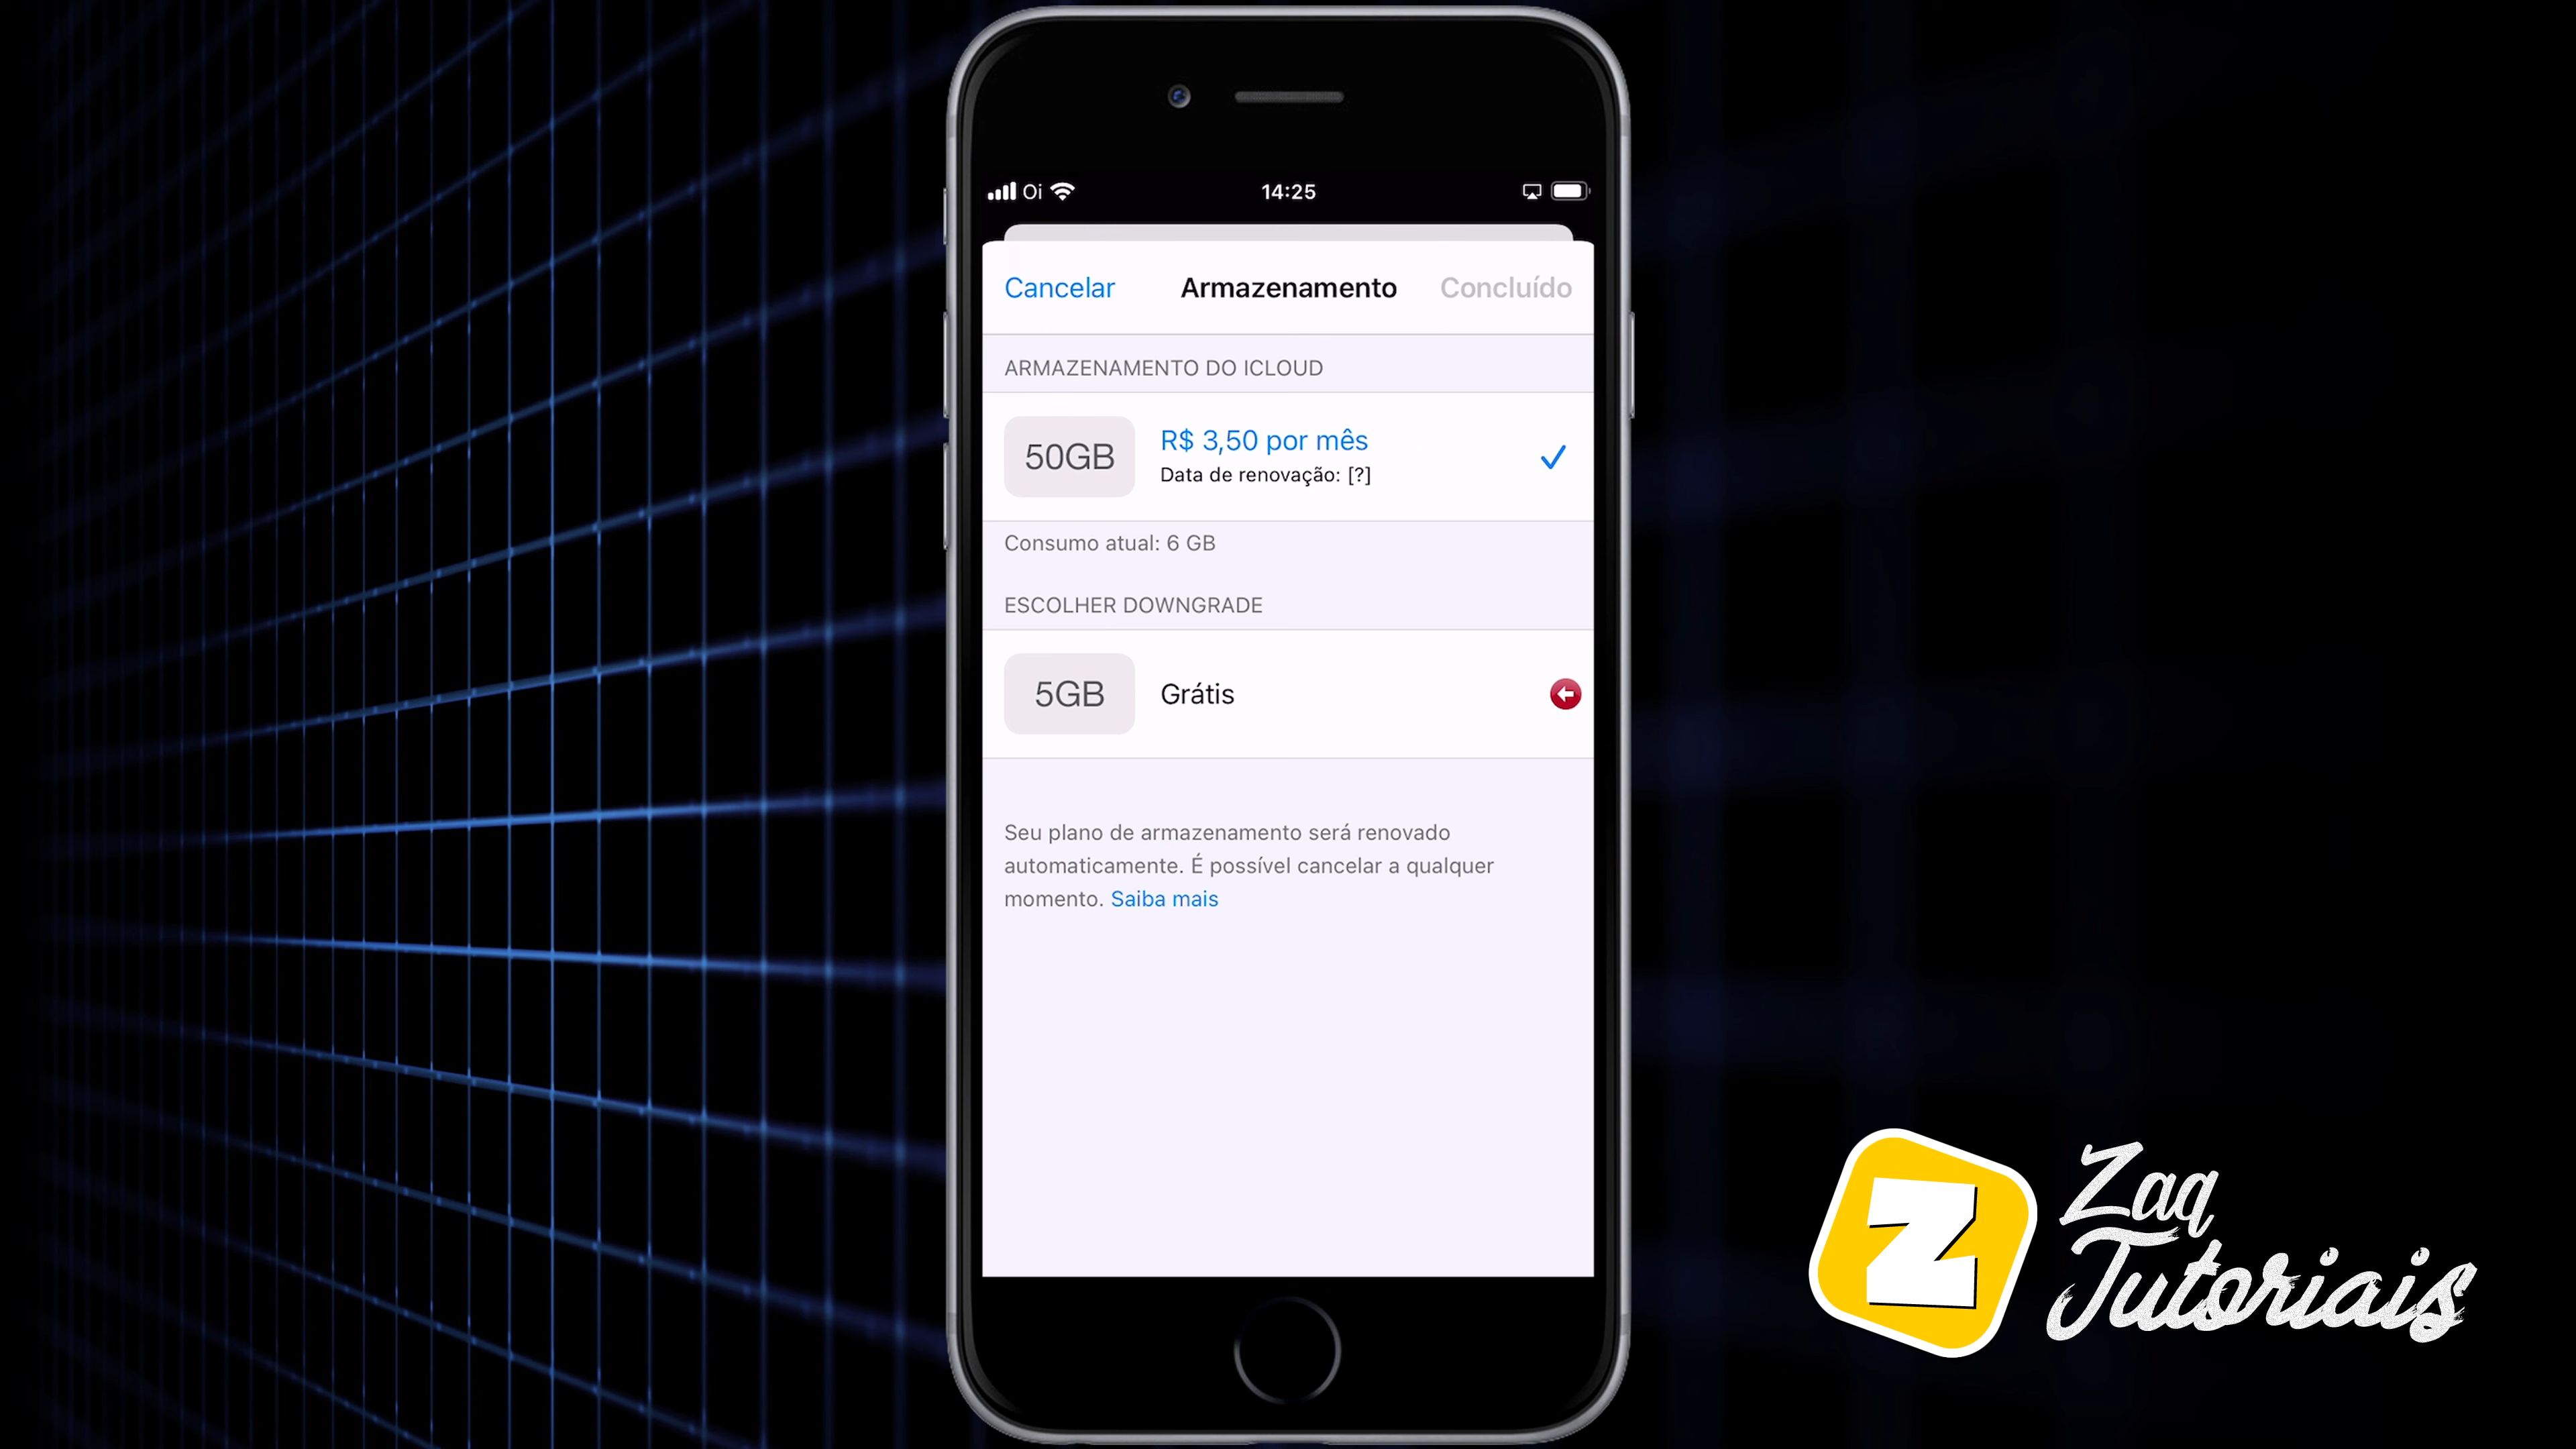 Oi 14:25
Cancelar Armazenamento Concluído
ARMAZENAMENTO DO ICLOUD
50GB R$ 3,50 por mês
Data de renovação: [?]
Consumo atual: 6 GB
ESCOLHER DOWNGRADE
5GB Grátis
Seu plano de armazenamento será renovado
automaticamente. É possível cancelar a qualquer
momento. Saiba mais
Z Zaq
Tutoriais